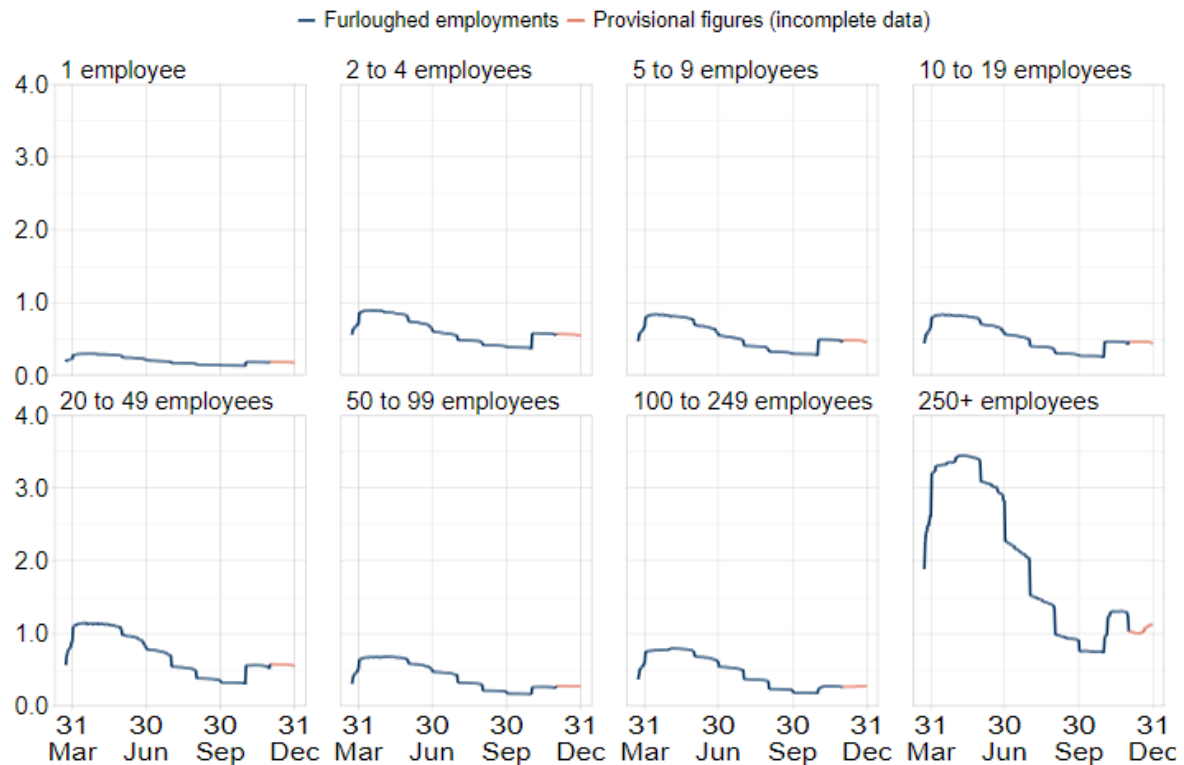 Furloughed employments Provisional figures (incomplete data)
1 employee 2 to 4 employees 5 to 9 employees 10 to 19 employees
4.0
3.0
2.0
1.0
0.0
20 to 49 employees 50 to 99 employees 100 to 249 employees 250+ employees
4.0
3.0
2.0
1.0
0.0
31 30 30 31 30 30 31 31 30 30 31 31 30 30 31
Mar Jun Sep Mar Jun Sep Dec Mar Jun Sep Dec Mar Jun Sep Dec